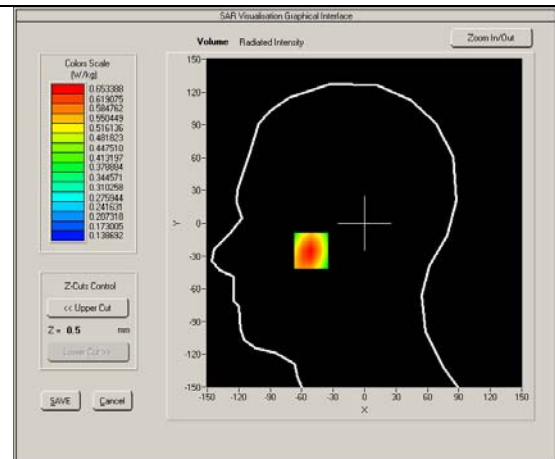 SAR Visualisation Graphical Interface
Volume Radiated Intensity
Zoom In/Out
Colors Scale
(W/kg)
0.653388
0.619075
0.584762
0.550449
0.516136
0.481823
0.447510
0.413197
0.378884
0.344571
0.310258
0.275944
0.241631
0.207318
0.173005
0.138692
Z-Cuts Control
<< Upper Cut
Z = 0.5 mm
Lower Cut >>
SAVE Cancel
150
90
60
30
0
-30
-60
-90
-120
-150
Y
-150 -120 -90 -60 -30 0 30 60 90 120 150
X